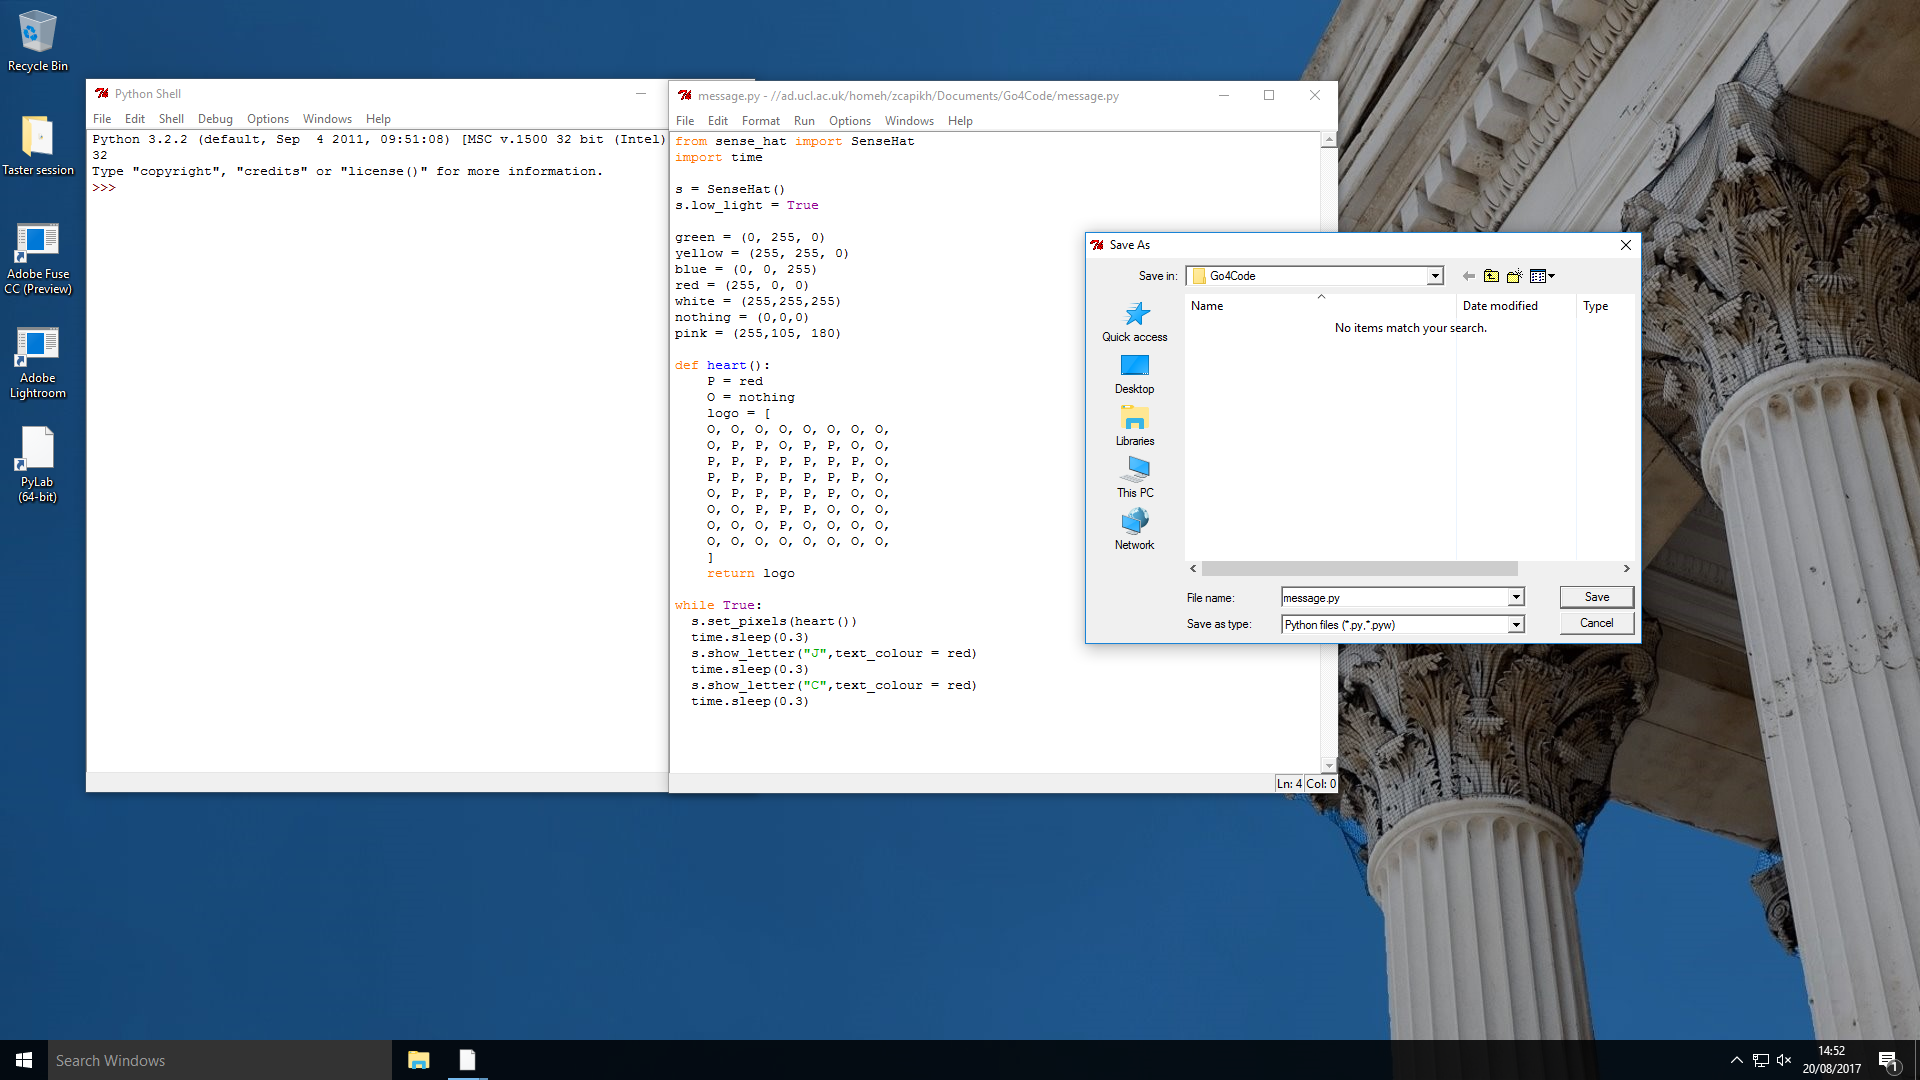 Recycle Bin
Taster session
Adobe Fuse
CC (Preview)
Adobe
Lightroom
PyLab
(64-bit)
Python Shell
File Edit Shell Debug Options Windows Help
Python 3.2.2 (default, Sep  4 2011, 09:51:08) [MSC v.1500 32 bit (Intel)
32
Type "copyright", "credits" or "license()" for more information.
>>>
message.py - //ad.ucl.ac.uk/homeh/zcapikh/Documents/Go4Code/message.py
File Edit Format Run Options Windows Help
from sense_hat import SenseHat
import time
s = SenseHat()
s.low_light = True
green = (0, 255, 0)
yellow = (255, 255, 0)
blue = (0, 0, 255)
red = (255, 0, 0)
white = (255,255,255)
nothing = (0,0,0)
pink = (255,105, 180)
def heart():
    P = red
    O = nothing
    logo = [
    O, O, O, O, O, O, O, O,
    O, P, P, O, P, P, O, O,
    P, P, P, P, P, P, P, O,
    P, P, P, P, P, P, P, O,
    O, P, P, P, P, P, O, O,
    O, O, P, P, P, O, O, O,
    O, O, O, P, O, O, O, O,
    O, O, O, O, O, O, O, O,
    ]
    return logo
while True:
  s.set_pixels(heart())
  time.sleep(0.3)
  s.show_letter("J",text_colour = red)
  time.sleep(0.3)
  s.show_letter("C",text_colour = red)
  time.sleep(0.3)
Ln: 4 Col: 0
Save As
Save in: Go4Code
Name Date modified Type
No items match your search.
Quick access
Desktop
Libraries
This PC
Network
File name: message.py Save
Save as type: Python files (*.py,*.pyw) Cancel
Search Windows
14:52
20/08/2017
1